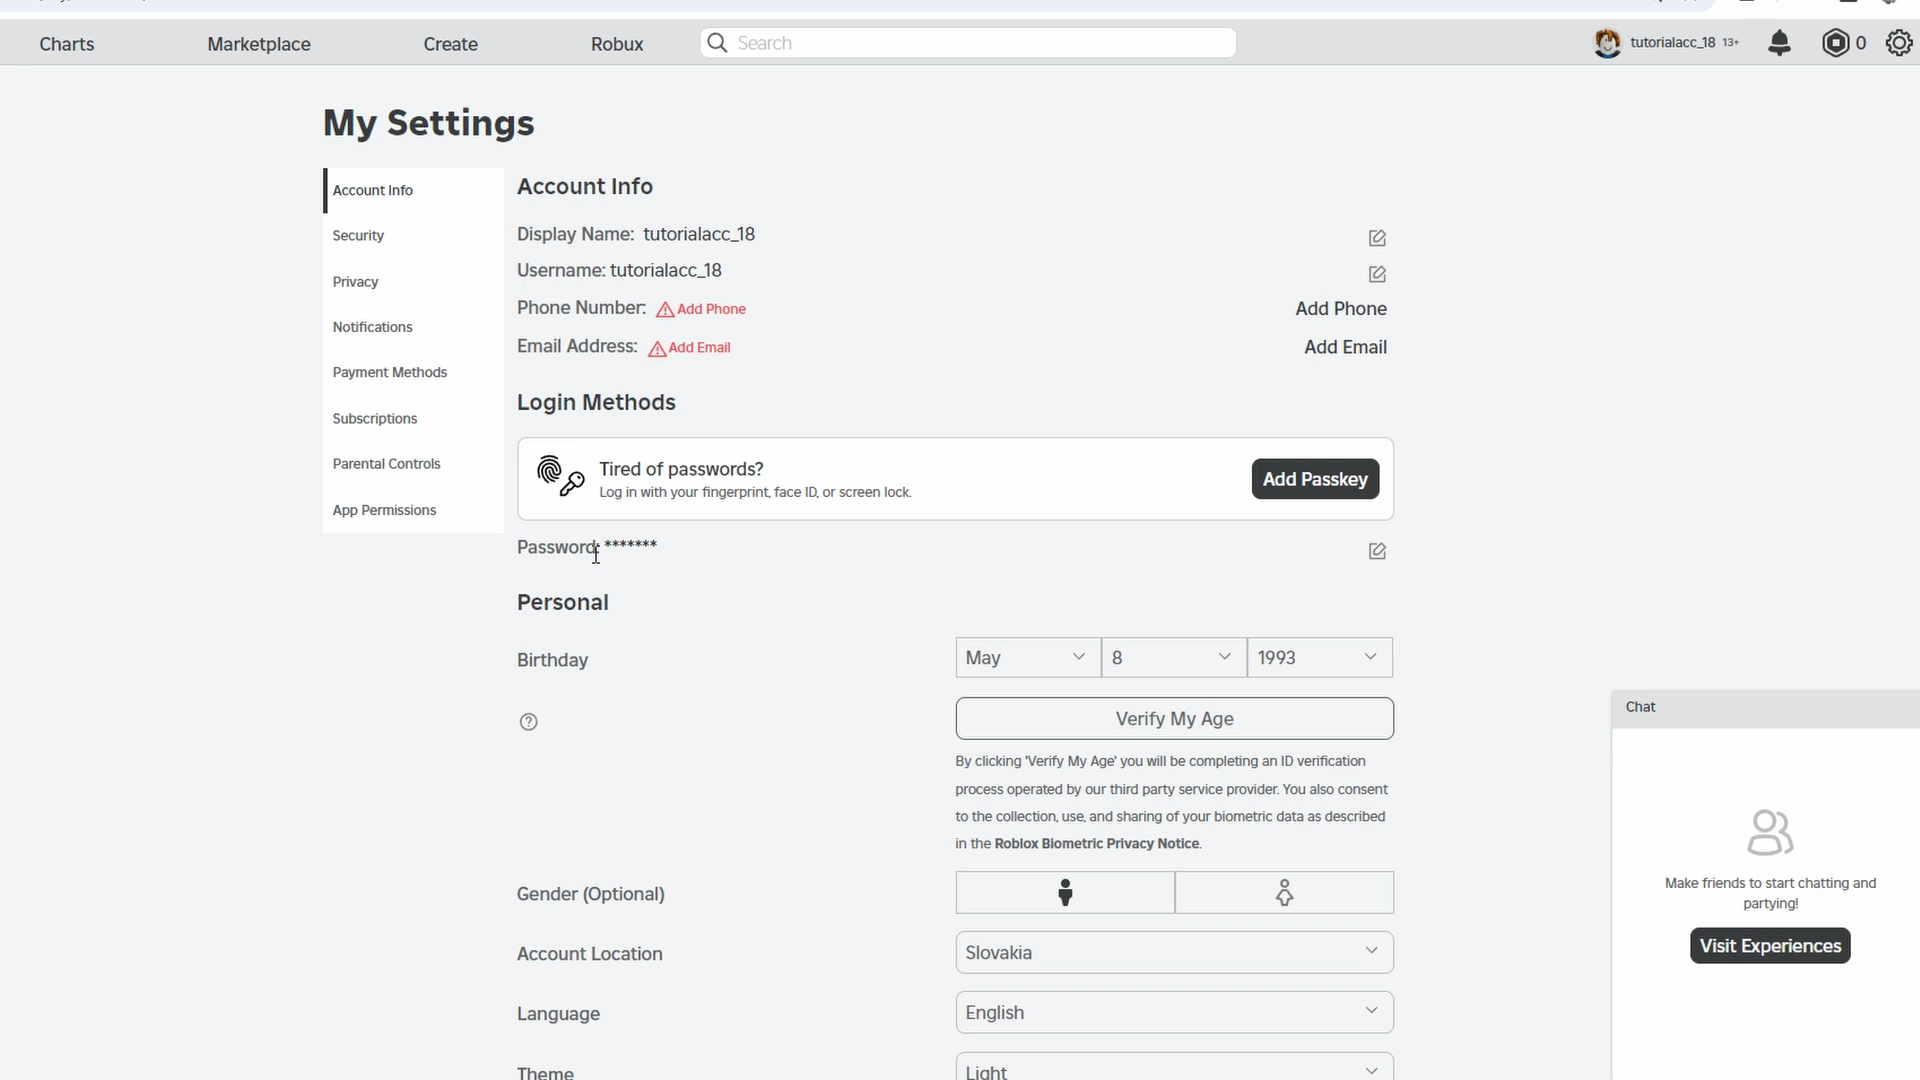 Charts
Marketplace
Create
Robux
Search
tutorialacc_18 13+
0
My Settings
Account Info
Security
Privacy
Notifications
Payment Methods
Subscriptions
Parental Controls
App Permissions
Account Info
Display Name: tutorialacc_18
Username: tutorialacc_18
Phone Number: Add Phone
Add Phone
Email Address: Add Email
Add Email
Login Methods
Tired of passwords?
Log in with your fingerprint, face ID, or screen lock.
Add Passkey
Password: *******
Personal
Birthday
May
8
1993
Verify My Age
By clicking 'Verify My Age' you will be completing an ID verification
process operated by our third party service provider. You also consent
to the collection, use, and sharing of your biometric data as described
in the Roblox Biometric Privacy Notice.
Gender (Optional)
Account Location
Slovakia
Language
English
Theme
Light
Chat
Make friends to start chatting and
partying!
Visit Experiences